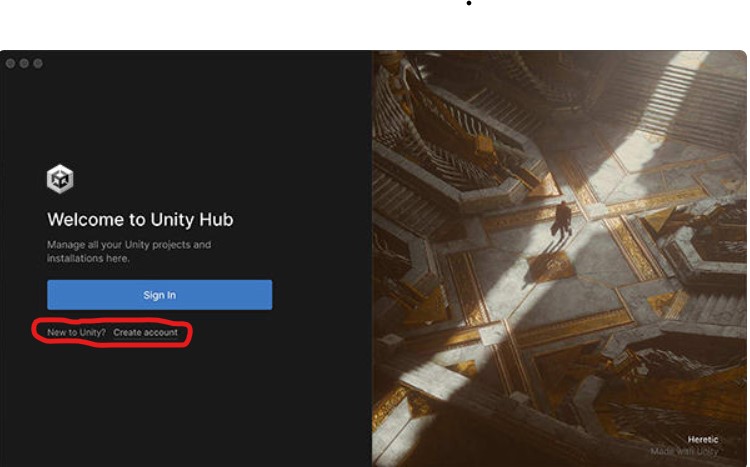 Welcome to Unity Hub
Manage all your Unity projects and
installations here.
Sign In
New to Unity? Create account
Heretic
Made with Unity